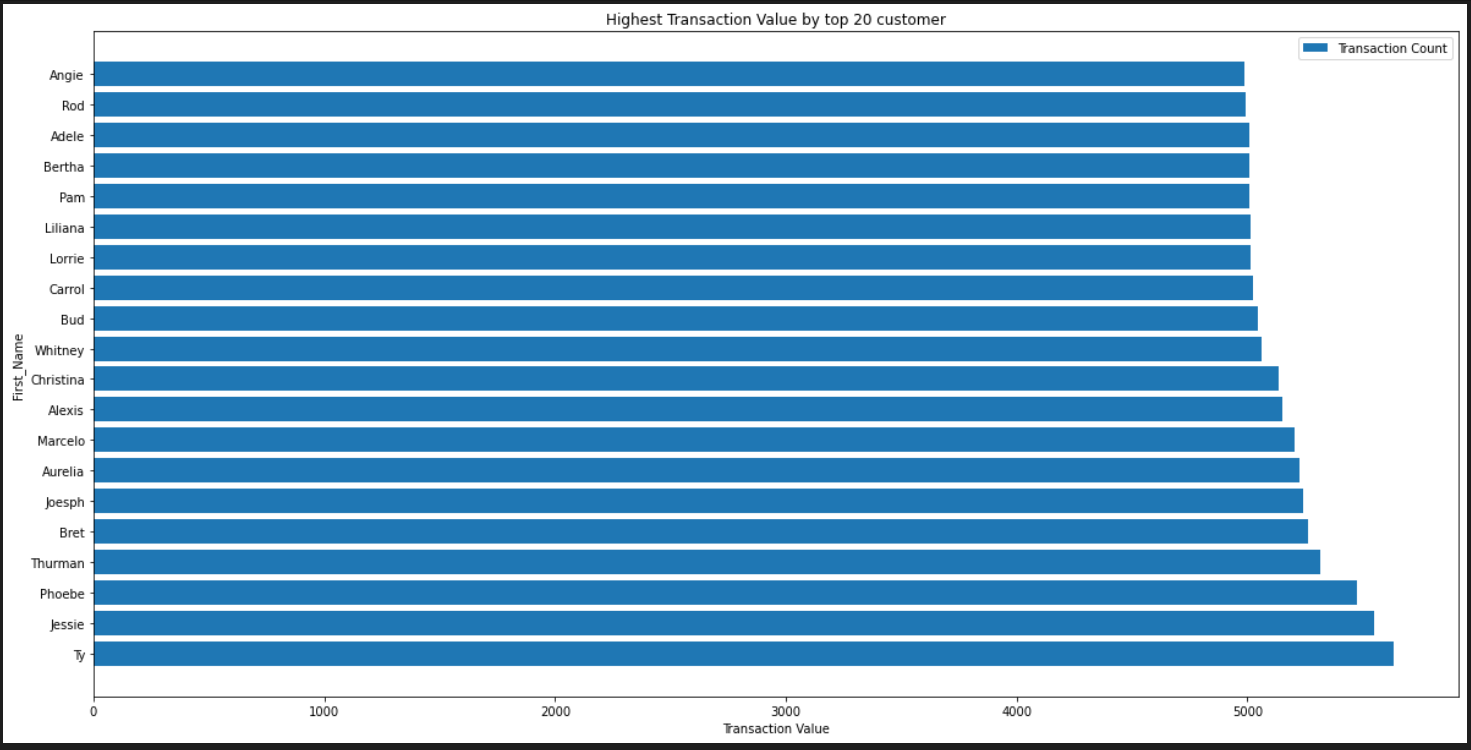 Highest Transaction Value by top 20 customer
Transaction Count
Angie
Rod
Adele
Bertha
Pam
Liliana
Lorrie
Carrol
Bud
Whitney
Christina
Alexis
Marcelo
Aurelia
Joesph
Bret
Thurman
Phoebe
Jessie
Ty
First_Name
0 1000 2000 3000 4000 5000
Transaction Value